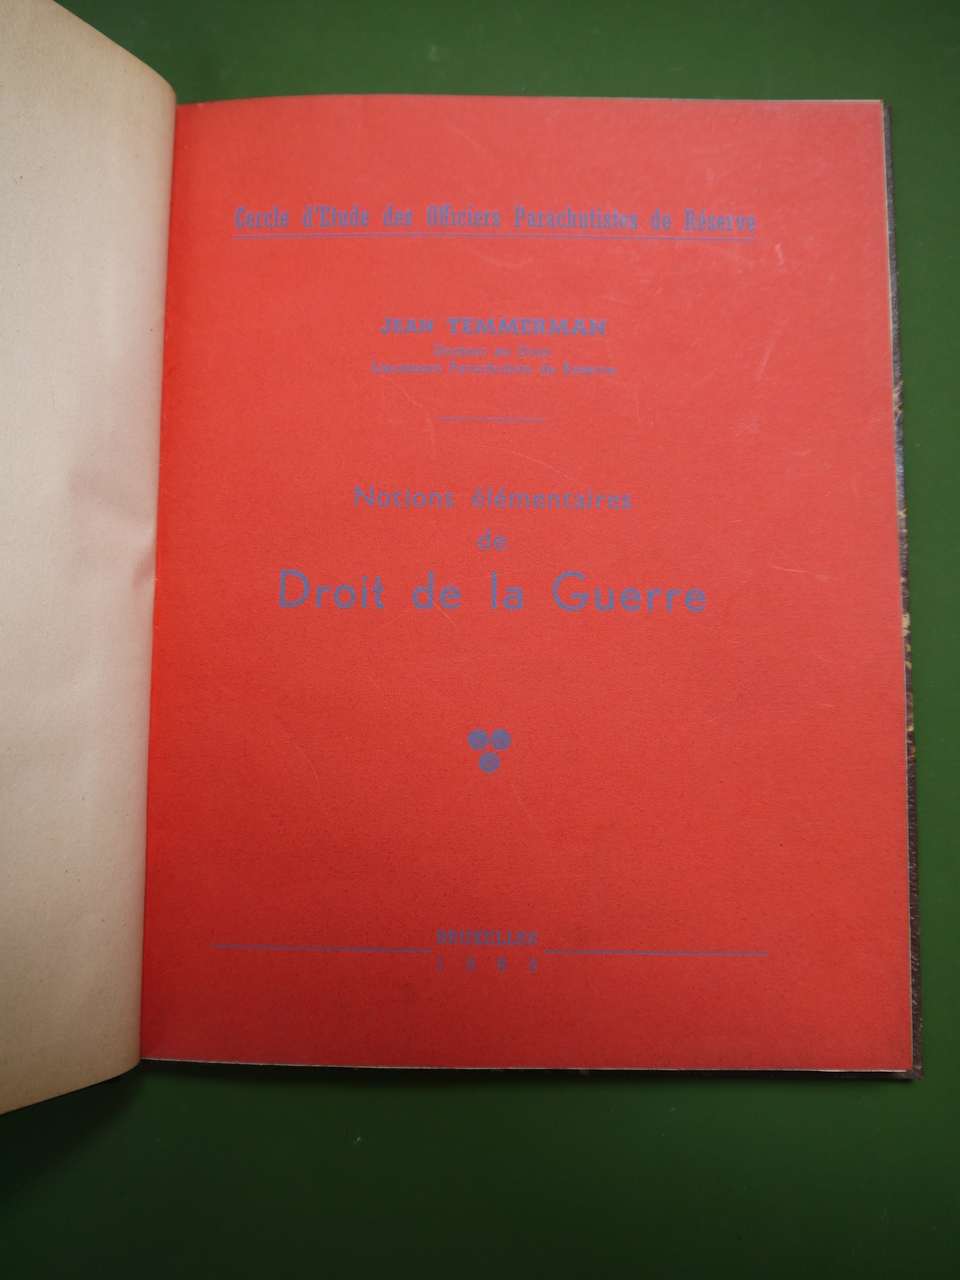 Cercle d'Etude des Officiers Parachutistes de Réserve
JEAN TEMMERMAN
Docteur en Droit
Lieutenant Parachutiste de Réserve
Notions élémentaires
de
Droit de la Guerre
BRUXELLES